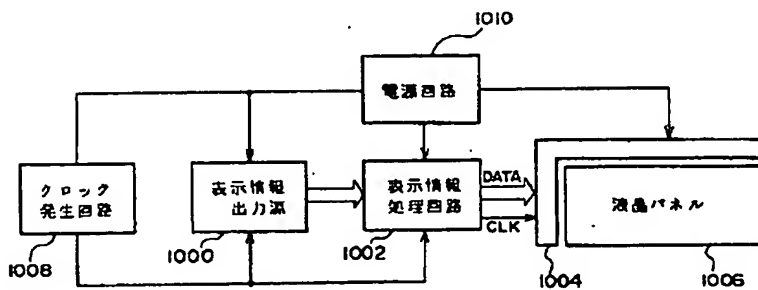 1010
電源回路
クロック
発生回路
1008
表示情報
出力源
1000
表示情報
処理回路
1002
DATA
CLK
液晶パネル
1004
1006